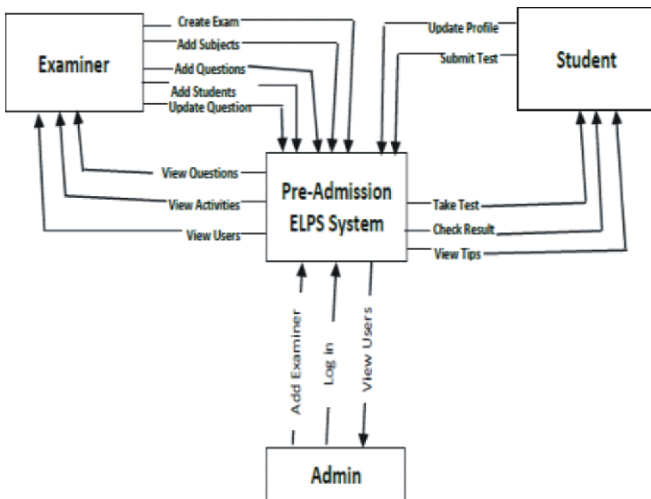 Create Exam
Update Profile
Add Subjects
Examiner
Submit Test
Student
Add Questions
Add Students
Update Question
View Questions
Pre-Admission
ELPS System
View Activities
Take Test
View Users
Check Result
View Tips
Add Examiner
Log in
View Users
Admin